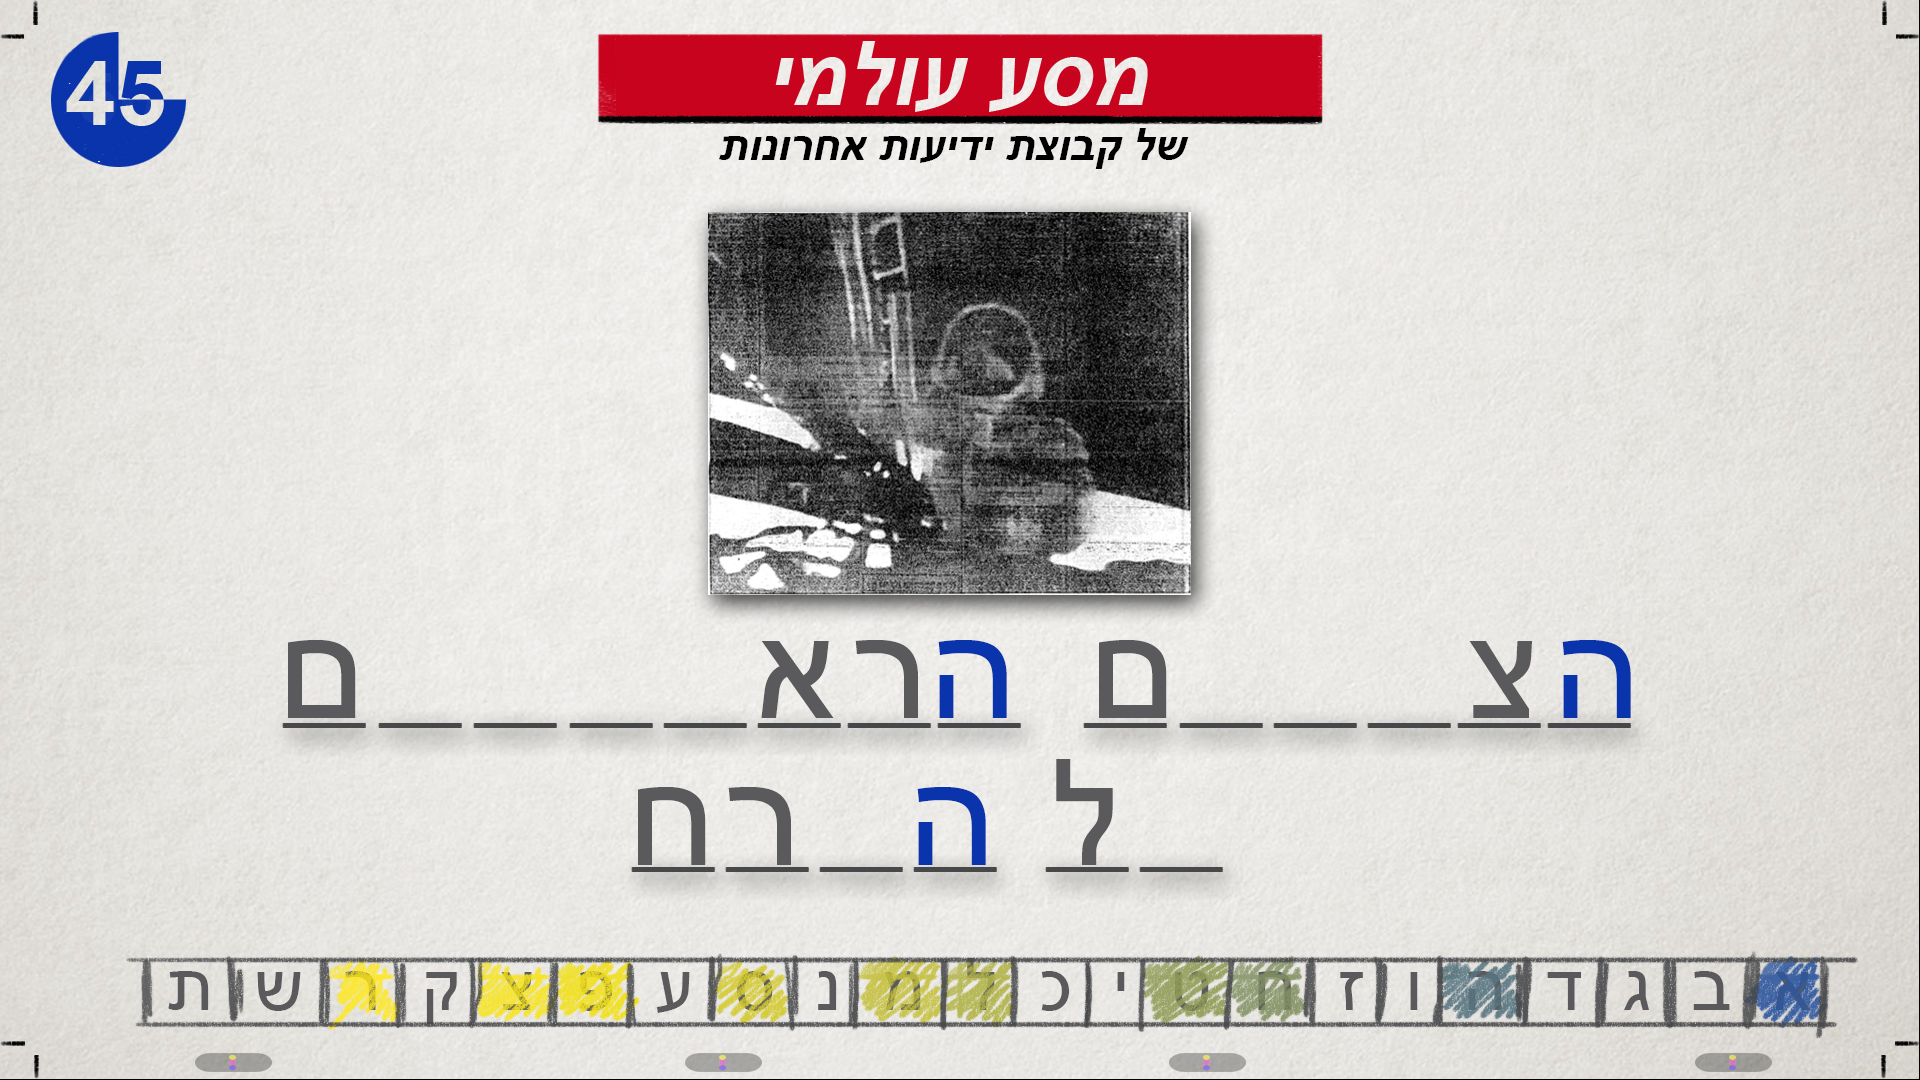 45
מסע עולמי
של קבוצת ידיעות אחרונות
הצ___ם הרא____ם
_ל ה_רח
א ב ג ד ה ו ז ח ט י כ ל מ נ ס ע פ צ ק ר ש ת